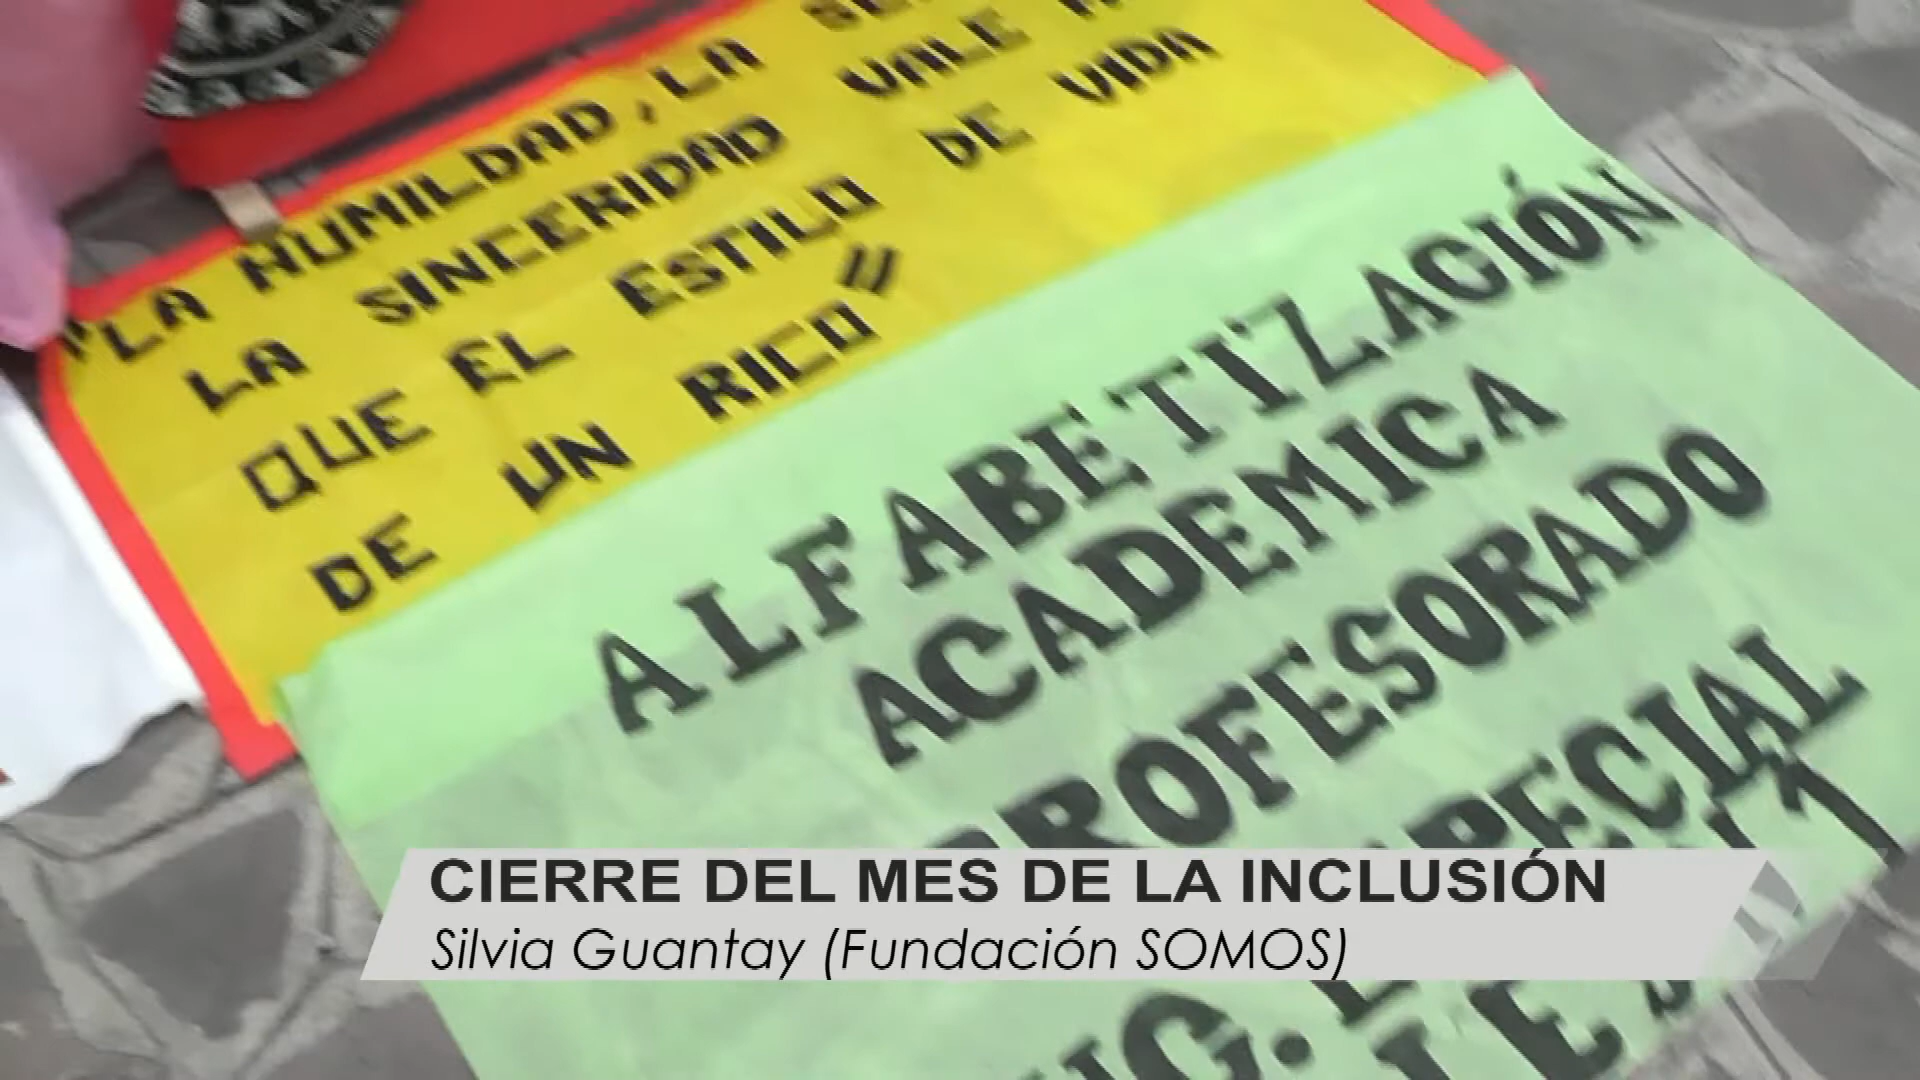 "LA HUMILDAD, LA
LA SINCERIDAD VALE
QUE EL ESTILO DE VIDA
DE UN RICO"
ALFABETIZACIÓN
ACADEMICA
PROFESORADO
CIERRE DEL MES DE LA INCLUSIÓN
Silvia Guantay (Fundación SOMOS)